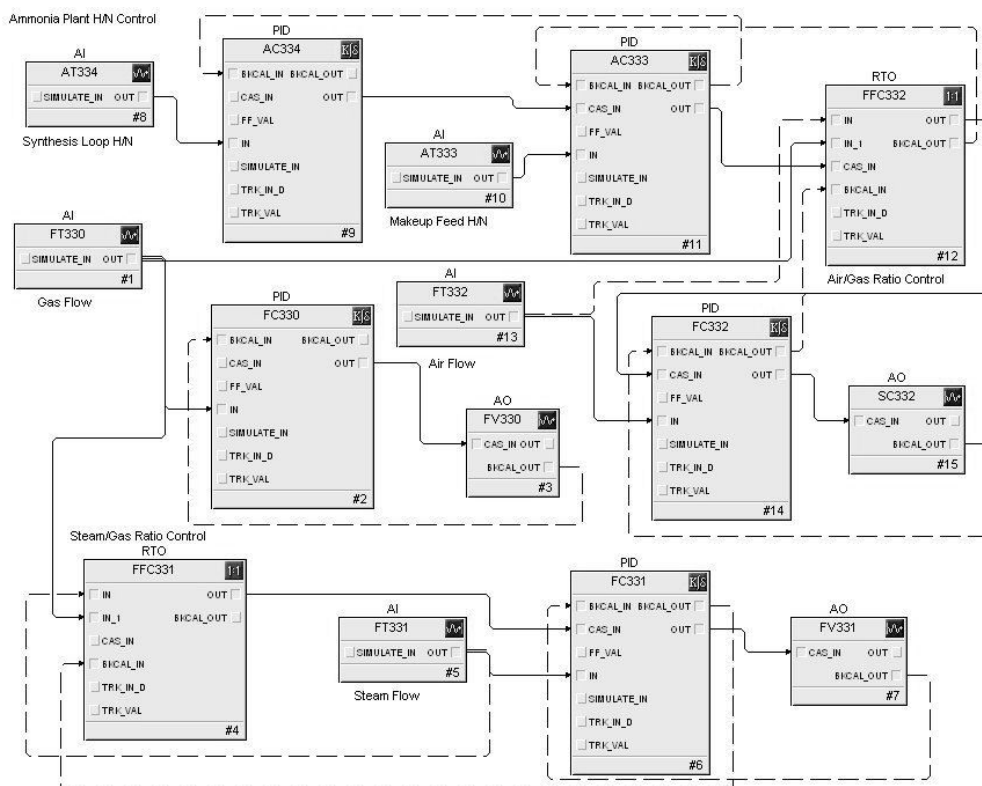 Ammonia Plant H/N Control
AI
AT334
SIMULATE_IN OUT
#8
Synthesis Loop H/N
PID
AC334
BKCAL_IN BKCAL_OUT
CAS_IN OUT
FF_VAL
IN
SIMULATE_IN
TRK_IN_D
TRK_VAL
#9
AI
AT333
SIMULATE_IN OUT
#10
Makeup Feed H/N
PID
AC333
BKCAL_IN BKCAL_OUT
CAS_IN OUT
FF_VAL
IN
SIMULATE_IN
TRK_IN_D
TRK_VAL
#11
RTO
FFC332
1:1
IN OUT
IN_1 BKCAL_OUT
CAS_IN
BKCAL_IN
TRK_IN_D
TRK_VAL
#12
Air/Gas Ratio Control
AI
FT330
SIMULATE_IN OUT
#1
Gas Flow
PID
FC330
BKCAL_IN BKCAL_OUT
CAS_IN OUT
FF_VAL
IN
SIMULATE_IN
TRK_IN_D
TRK_VAL
#2
AI
FT332
SIMULATE_IN OUT
#13
Air Flow
AO
FV330
CAS_IN OUT
BKCAL_OUT
#3
PID
FC332
BKCAL_IN BKCAL_OUT
CAS_IN OUT
FF_VAL
IN
SIMULATE_IN
TRK_IN_D
TRK_VAL
#14
AO
SC332
CAS_IN OUT
BKCAL_OUT
#15
Steam/Gas Ratio Control
RTO
FFC331
1:1
IN OUT
IN_1 BKCAL_OUT
CAS_IN
BKCAL_IN
TRK_IN_D
TRK_VAL
#4
AI
FT331
SIMULATE_IN OUT
#5
Steam Flow
PID
FC331
BKCAL_IN BKCAL_OUT
CAS_IN OUT
FF_VAL
IN
SIMULATE_IN
TRK_IN_D
TRK_VAL
#6
AO
FV331
CAS_IN OUT
BKCAL_OUT
#7